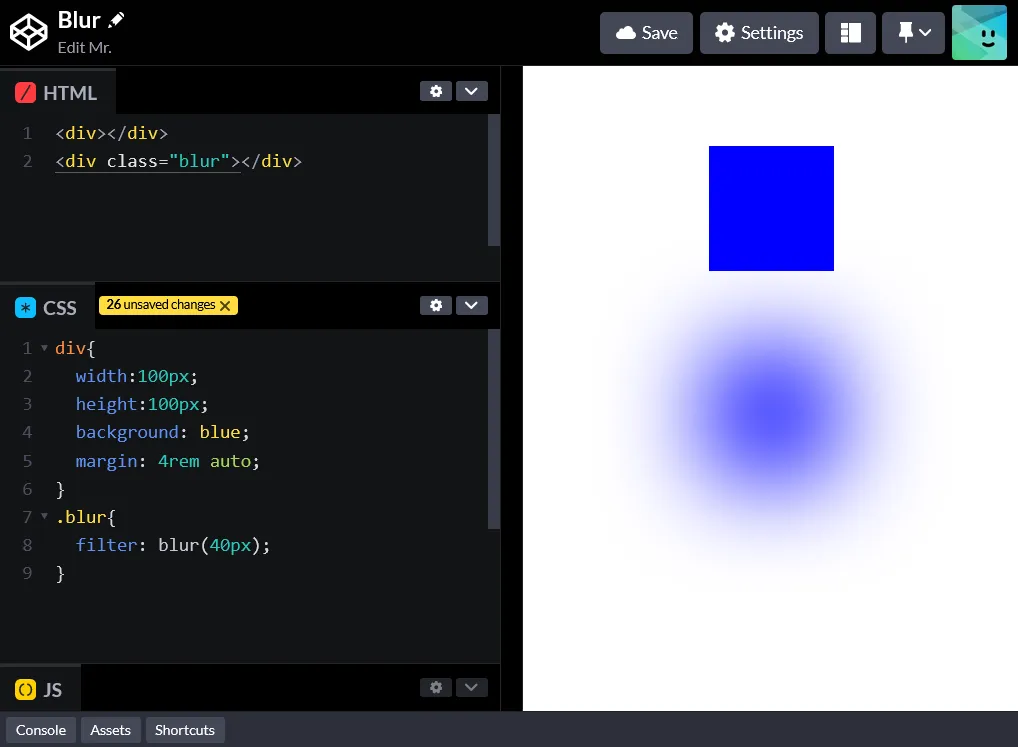 Blur
Edit Mr.
Save
Settings
HTML
1 <div></div>
2 <div class="blur"></div>
CSS
26 unsaved changes
1 div{
2 width:100px;
3 height:100px;
4 background: blue;
5 margin: 4rem auto;
6 }
7 .blur{
8 filter: blur(40px);
9 }
JS
Console Assets Shortcuts